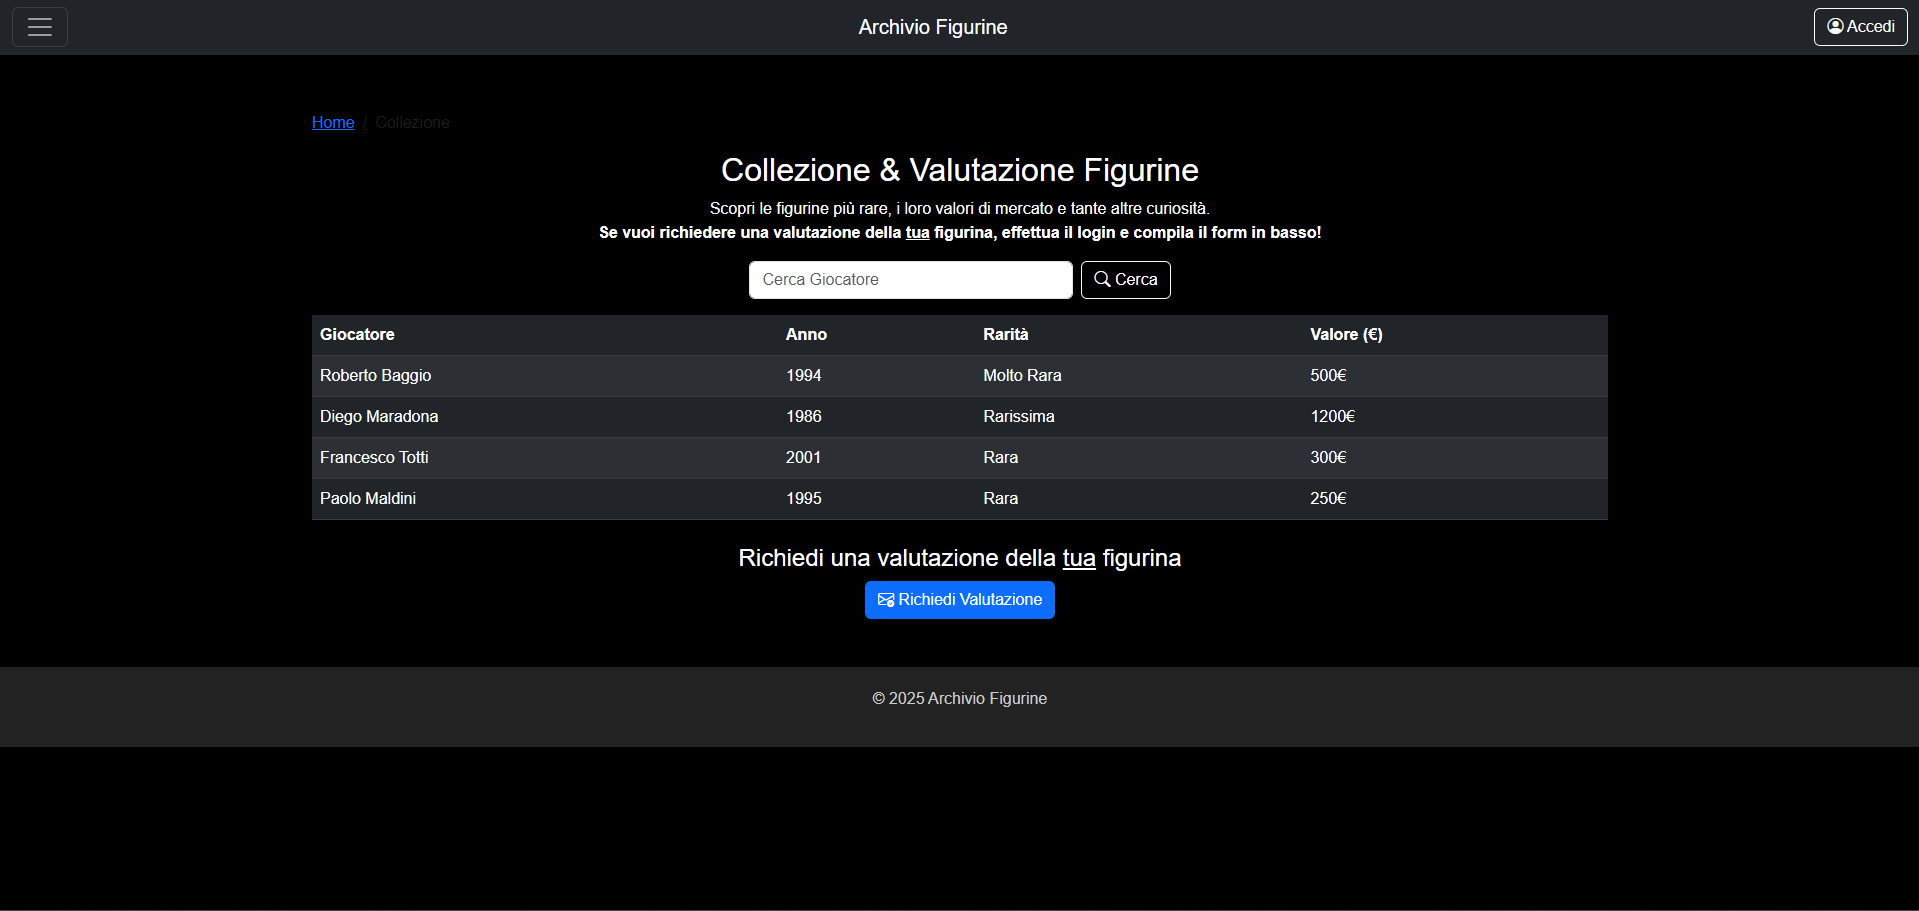 Archivio Figurine
Accedi
Home / Collezione
Collezione & Valutazione Figurine
Scopri le figurine più rare, i loro valori di mercato e tante altre curiosità.
Se vuoi richiedere una valutazione della tua figurina, effettua il login e compila il form in basso!
Cerca Giocatore
Cerca
Giocatore Anno Rarità Valore (€)
Roberto Baggio 1994 Molto Rara 500€
Diego Maradona 1986 Rarissima 1200€
Francesco Totti 2001 Rara 300€
Paolo Maldini 1995 Rara 250€
Richiedi una valutazione della tua figurina
Richiedi Valutazione
© 2025 Archivio Figurine